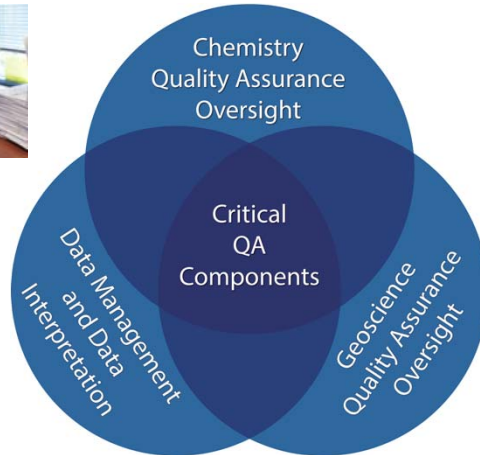 Chemistry
Quality Assurance
Oversight
Critical
QA
Components
Data Management
and Data
Interpretation
Geoscience
Quality Assurance
Oversight